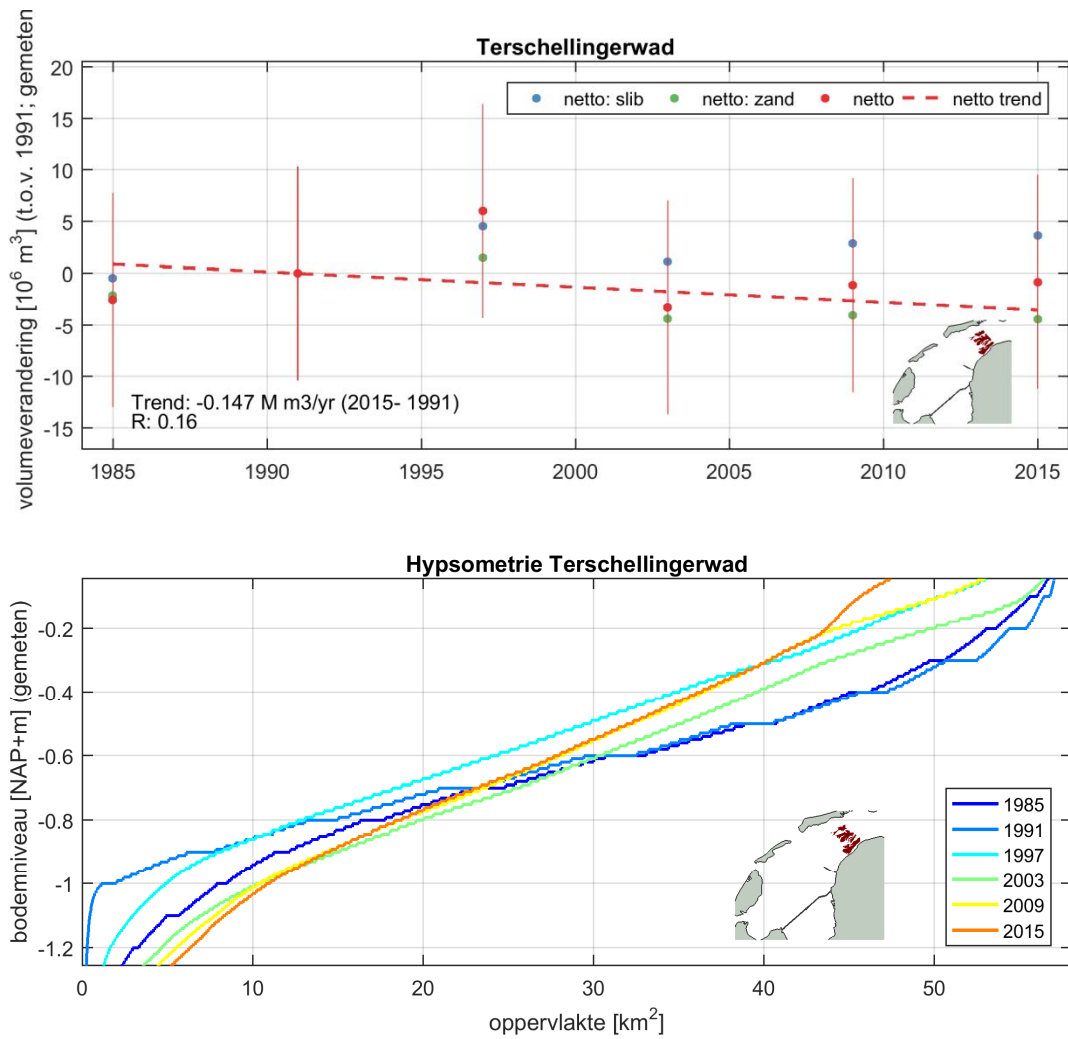 Terschellingerwad
volumeverandering [10^6 m^3] (t.o.v. 1991; gemeten
20
15
10
5
0
-5
-10
-15
netto: slib netto: zand netto netto trend
Trend: -0.147 M m3/yr (2015- 1991)
R: 0.16
1985 1990 1995 2000 2005 2010 2015
Hypsometrie Terschellingerwad
bodemniveau [NAP+m] (gemeten)
-0.2
-0.4
-0.6
-0.8
-1
-1.2
1985
1991
1997
2003
2009
2015
0 10 20 30 40 50
oppervlakte [km^2]